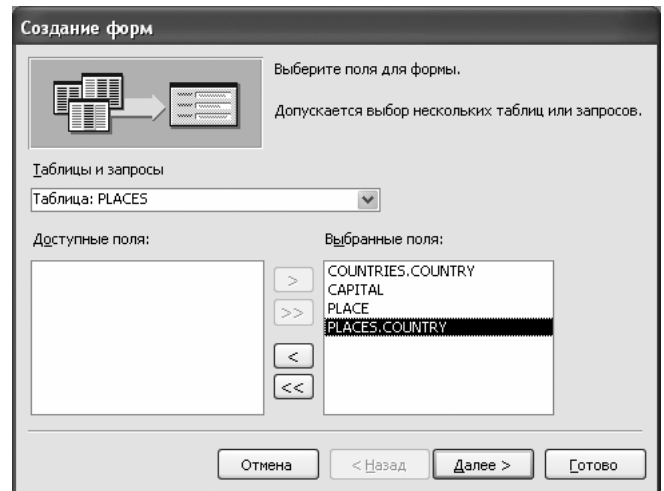 Создание форм
Выберите поля для формы.
Допускается выбор нескольких таблиц или запросов.
Таблицы и запросы
Таблица: PLACES
Доступные поля:
Выбранные поля:
COUNTRIES.COUNTRY
CAPITAL
PLACE
PLACES.COUNTRY
>
>>
<
<<
Отмена
< Назад
Далее >
Готово